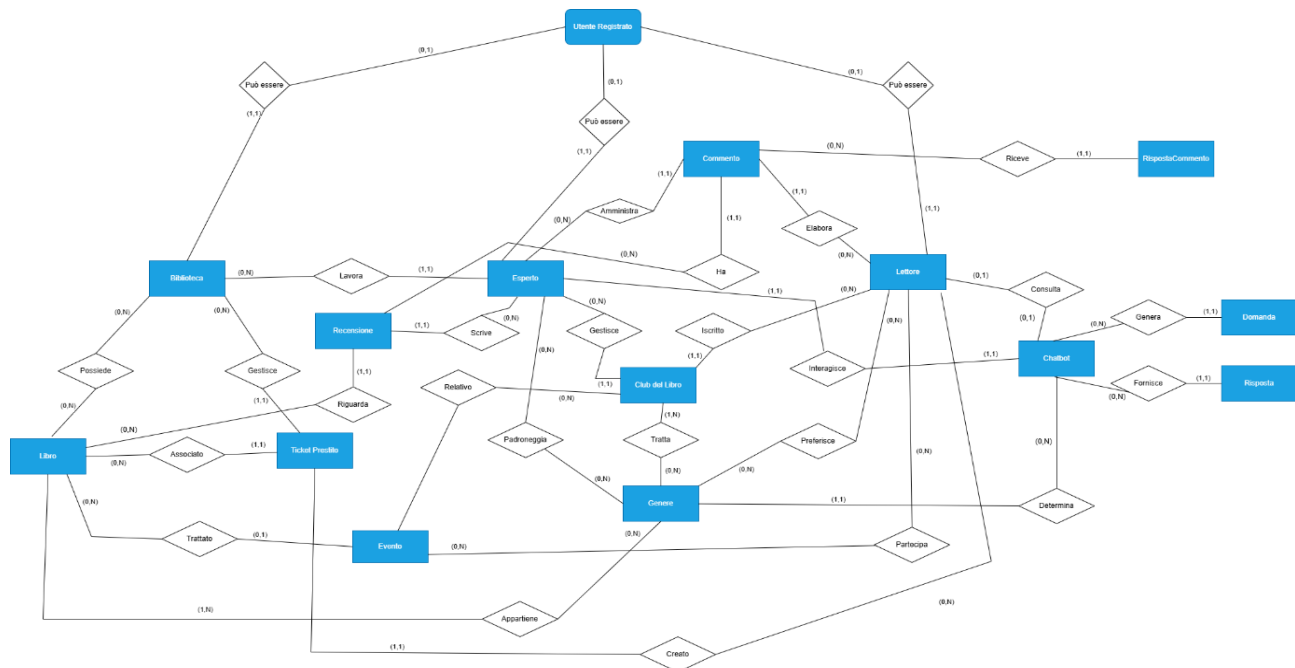 Utente Registrato
(0,1)
(0,1)
(0,1)
Può essere
Può essere
Può essere
(1,1)
(1,1)
(1,1)
Commento
(0,N)
Riceve
(1,1)
RispostaCommento
(1,1)
(1,1)
(1,1)
Amministra
(0,N)
Elabora
(0,N)
(0,N)
Ha
Biblioteca
(0,N)
Lavora
(1,1)
Esperto
(1,1)
Lettore
(0,1)
Consulta
(0,1)
Recensione
(1,1)
Scrive
(0,N)
(0,N)
Gestisce
Iscritto
(0,N)
(0,N)
Genera
(1,1)
Domanda
(0,N)
(0,N)
(0,N)
(0,N)
Possiede
Gestisce
(1,1)
(1,1)
Interagisce
(1,1)
Chatbot
(0,N)
Fornisce
(1,1)
Risposta
Relativo
(0,N)
(1,1)
Club del Libro
(1,1)
(0,N)
(1,1)
Riguarda
(1,N)
(0,N)
Libro
(0,N)
Associato
(1,1)
Ticket Prestito
Padroneggia
Tratta
Preferisce
(0,N)
(0,N)
(0,N)
(0,N)
(0,N)
(0,N)
Genere
(1,1)
Determina
(0,N)
Trattato
(0,1)
Evento
(0,N)
(0,N)
Partecipa
(1,N)
Appartiene
(0,N)
(1,1)
Creato